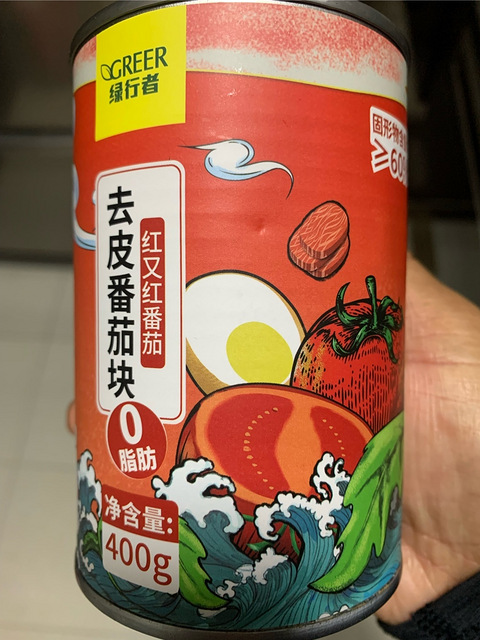 GREER
绿行者
固形物含
≥60
去皮番茄块
红又红番茄
0
脂肪
净含量:
400g